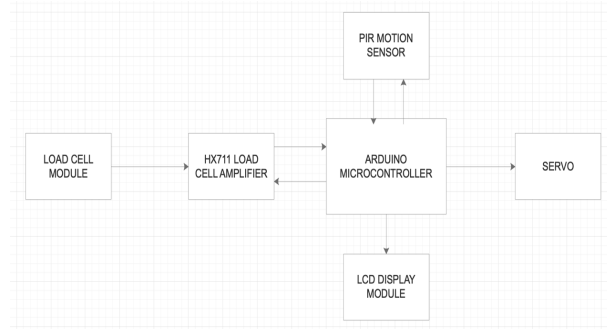 PIR MOTION
SENSOR
LOAD CELL
MODULE
HX711 LOAD
CELL AMPLIFIER
ARDUINO
MICROCONTROLLER
SERVO
LCD DISPLAY
MODULE